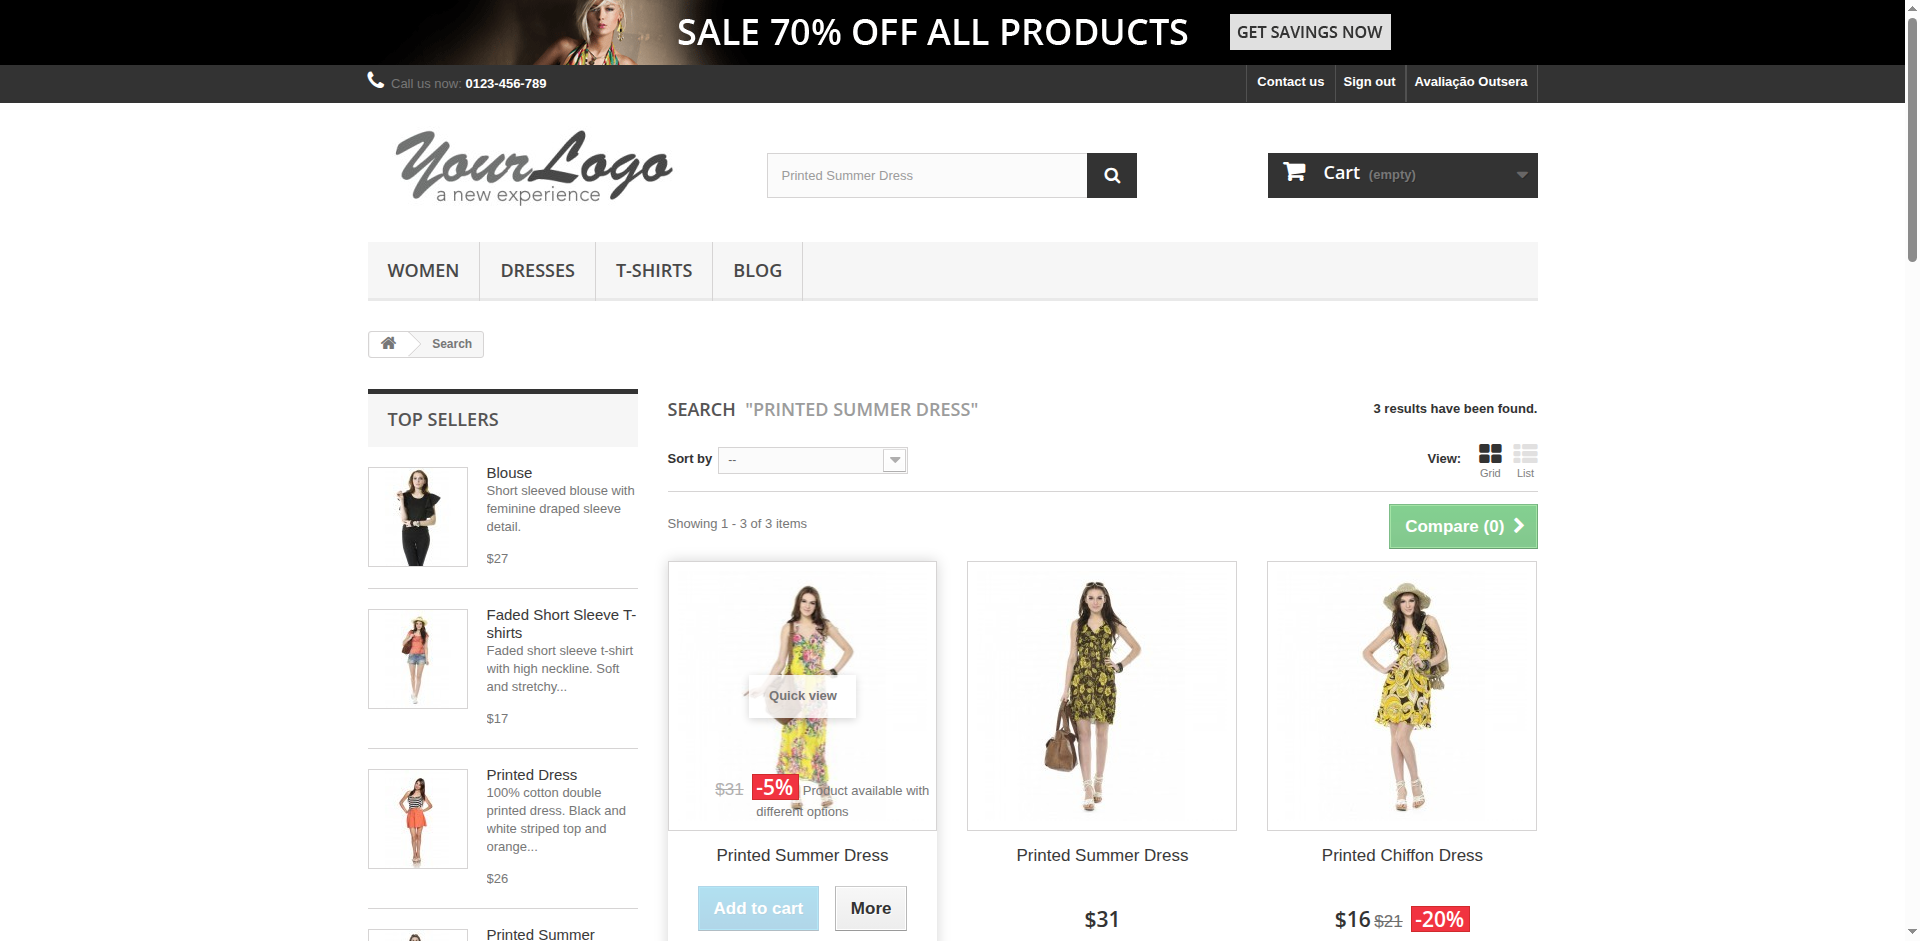 SALE 70% OFF ALL PRODUCTS
GET SAVINGS NOW
Call us now: 0123-456-789
Contact us
Sign out
Avaliação Outsera
YourLogo
a new experience
Printed Summer Dress
Cart (empty)
WOMEN
DRESSES
T-SHIRTS
BLOG
Search
TOP SELLERS
Blouse
Short sleeved blouse with
feminine draped sleeve
detail.
$27
Faded Short Sleeve T-
shirts
Faded short sleeve t-shirt
with high neckline. Soft
and stretchy...
$17
Printed Dress
100% cotton double
printed dress. Black and
white striped top and
orange...
$26
Printed Summer
SEARCH "PRINTED SUMMER DRESS"
3 results have been found.
Sort by
--
View:
Grid
List
Showing 1 - 3 of 3 items
Compare (0)
Quick view
$31 -5% Product available with
different options
Printed Summer Dress
Add to cart
More
Printed Summer Dress
$31
Printed Chiffon Dress
$16 $21 -20%